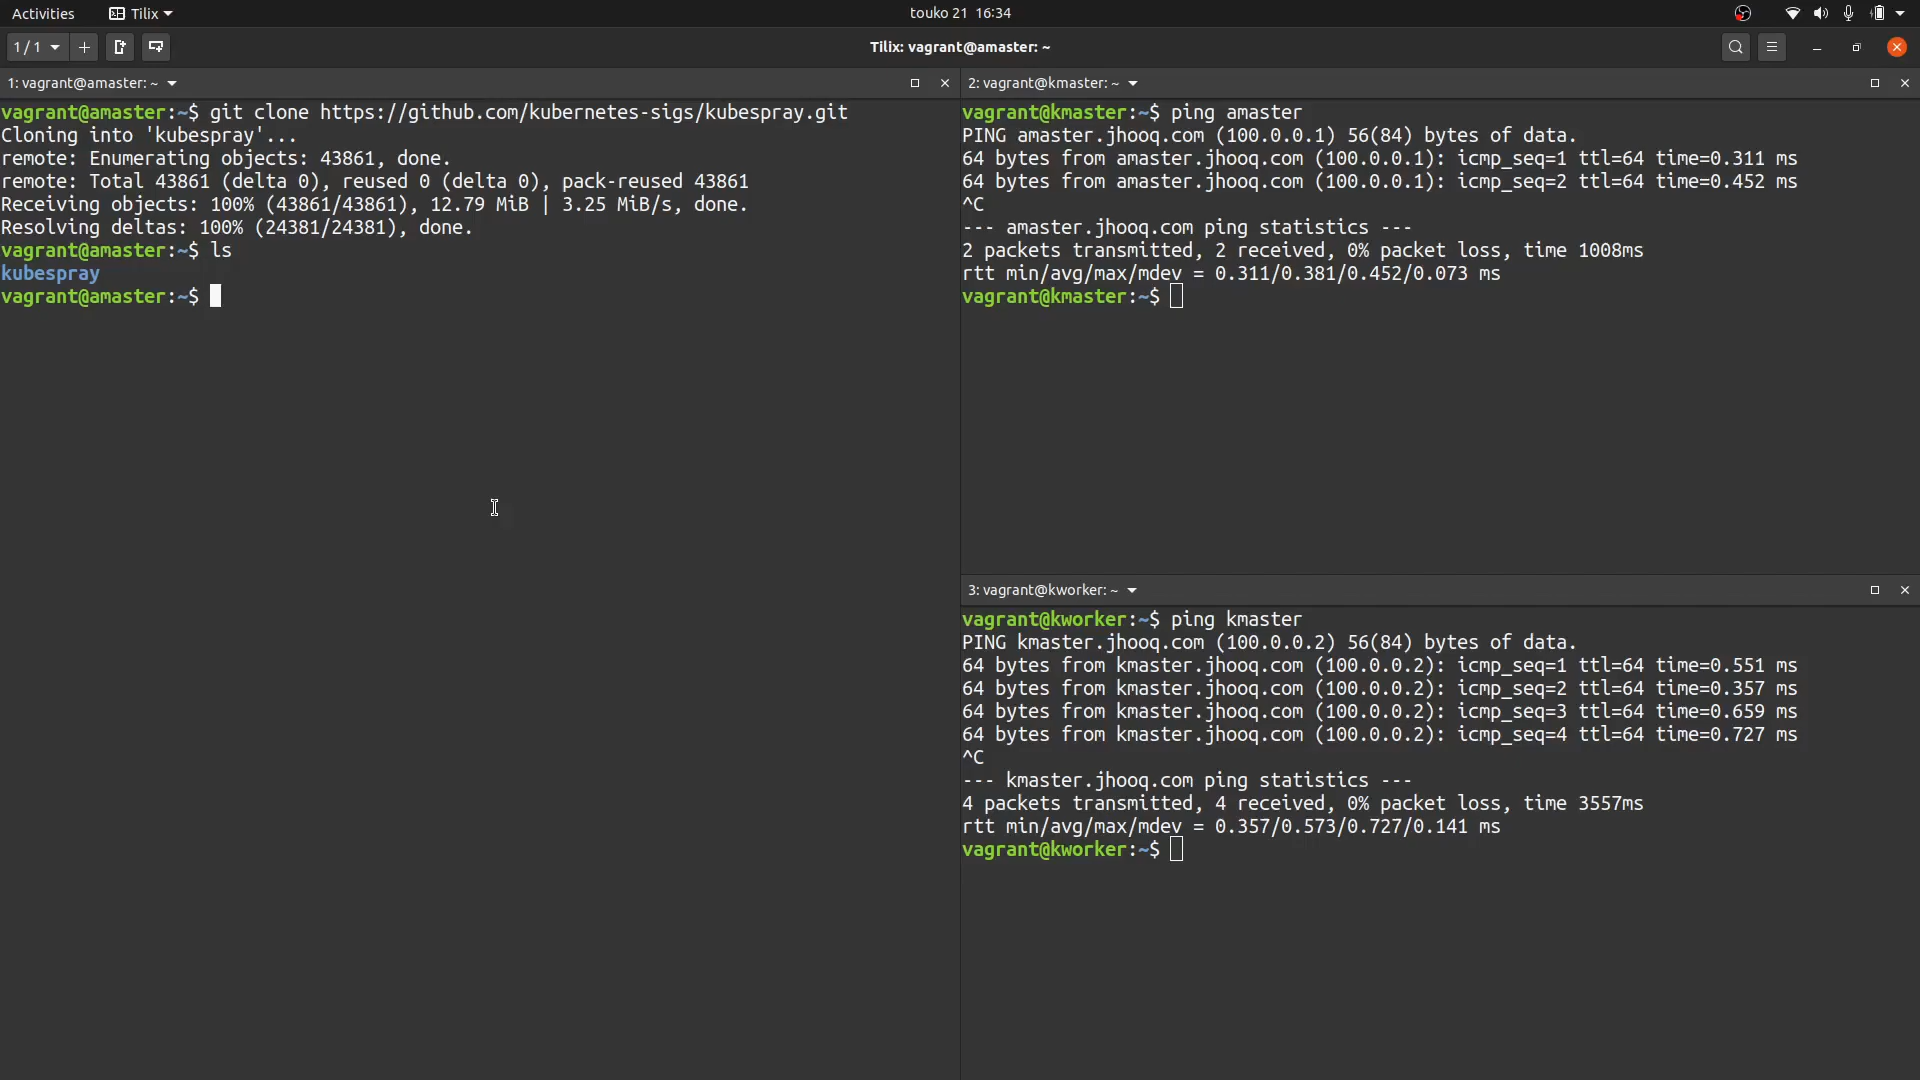 Activities Tilix touko 21 16:34
1 / 1 Tilix: vagrant@amaster: ~
1: vagrant@amaster: ~
vagrant@amaster:~$ git clone https://github.com/kubernetes-sigs/kubespray.git
Cloning into 'kubespray'...
remote: Enumerating objects: 43861, done.
remote: Total 43861 (delta 0), reused 0 (delta 0), pack-reused 43861
Receiving objects: 100% (43861/43861), 12.79 MiB | 3.25 MiB/s, done.
Resolving deltas: 100% (24381/24381), done.
vagrant@amaster:~$ ls
kubespray
vagrant@amaster:~$
2: vagrant@kmaster: ~
vagrant@kmaster:~$ ping amaster
PING amaster.jhooq.com (100.0.0.1) 56(84) bytes of data.
64 bytes from amaster.jhooq.com (100.0.0.1): icmp_seq=1 ttl=64 time=0.311 ms
64 bytes from amaster.jhooq.com (100.0.0.1): icmp_seq=2 ttl=64 time=0.452 ms
^C
--- amaster.jhooq.com ping statistics ---
2 packets transmitted, 2 received, 0% packet loss, time 1008ms
rtt min/avg/max/mdev = 0.311/0.381/0.452/0.073 ms
vagrant@kmaster:~$
3: vagrant@kworker: ~
vagrant@kworker:~$ ping kmaster
PING kmaster.jhooq.com (100.0.0.2) 56(84) bytes of data.
64 bytes from kmaster.jhooq.com (100.0.0.2): icmp_seq=1 ttl=64 time=0.551 ms
64 bytes from kmaster.jhooq.com (100.0.0.2): icmp_seq=2 ttl=64 time=0.357 ms
64 bytes from kmaster.jhooq.com (100.0.0.2): icmp_seq=3 ttl=64 time=0.659 ms
64 bytes from kmaster.jhooq.com (100.0.0.2): icmp_seq=4 ttl=64 time=0.727 ms
^C
--- kmaster.jhooq.com ping statistics ---
4 packets transmitted, 4 received, 0% packet loss, time 3557ms
rtt min/avg/max/mdev = 0.357/0.573/0.727/0.141 ms
vagrant@kworker:~$